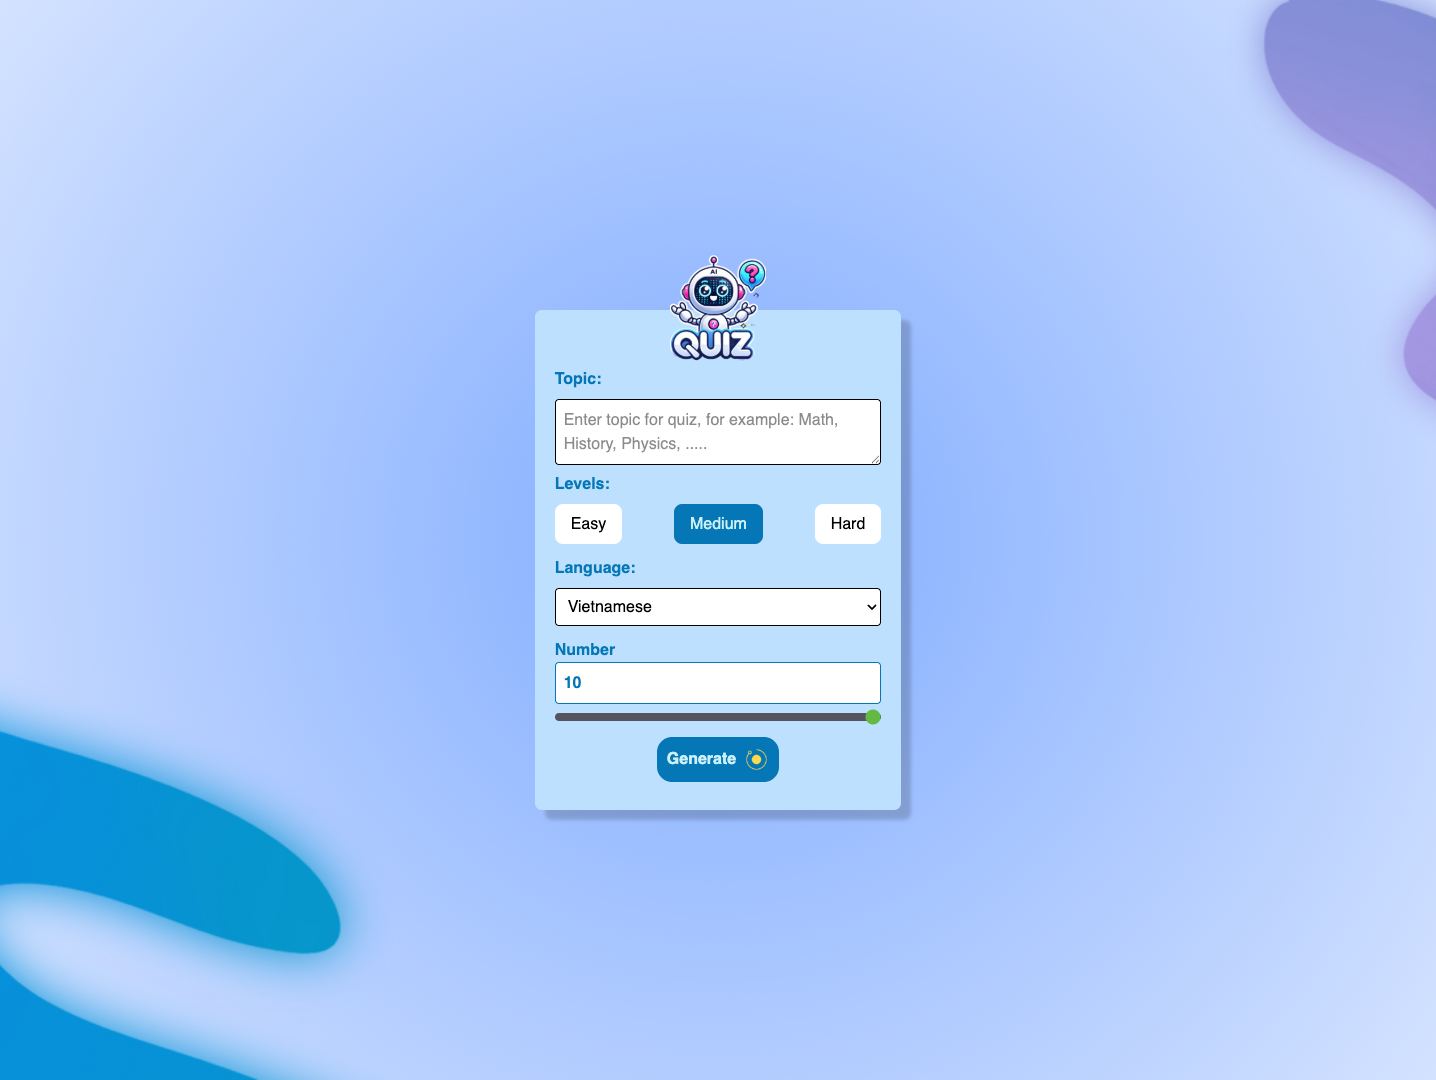 AI
?
QUIZ
Topic:
Enter topic for quiz, for example: Math,
History, Physics, .....
Levels:
Easy Medium Hard
Language:
Vietnamese
Number
10
Generate